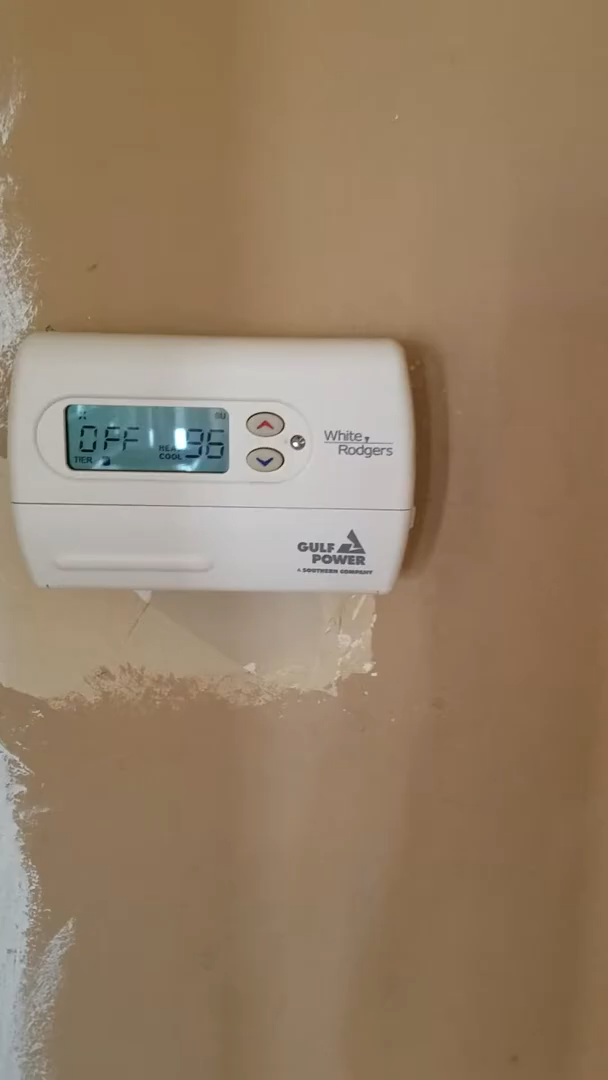 OFF
HEAT
COOL
96
TIER
White,
Rodgers
GULF
POWER
A SOUTHERN COMPANY